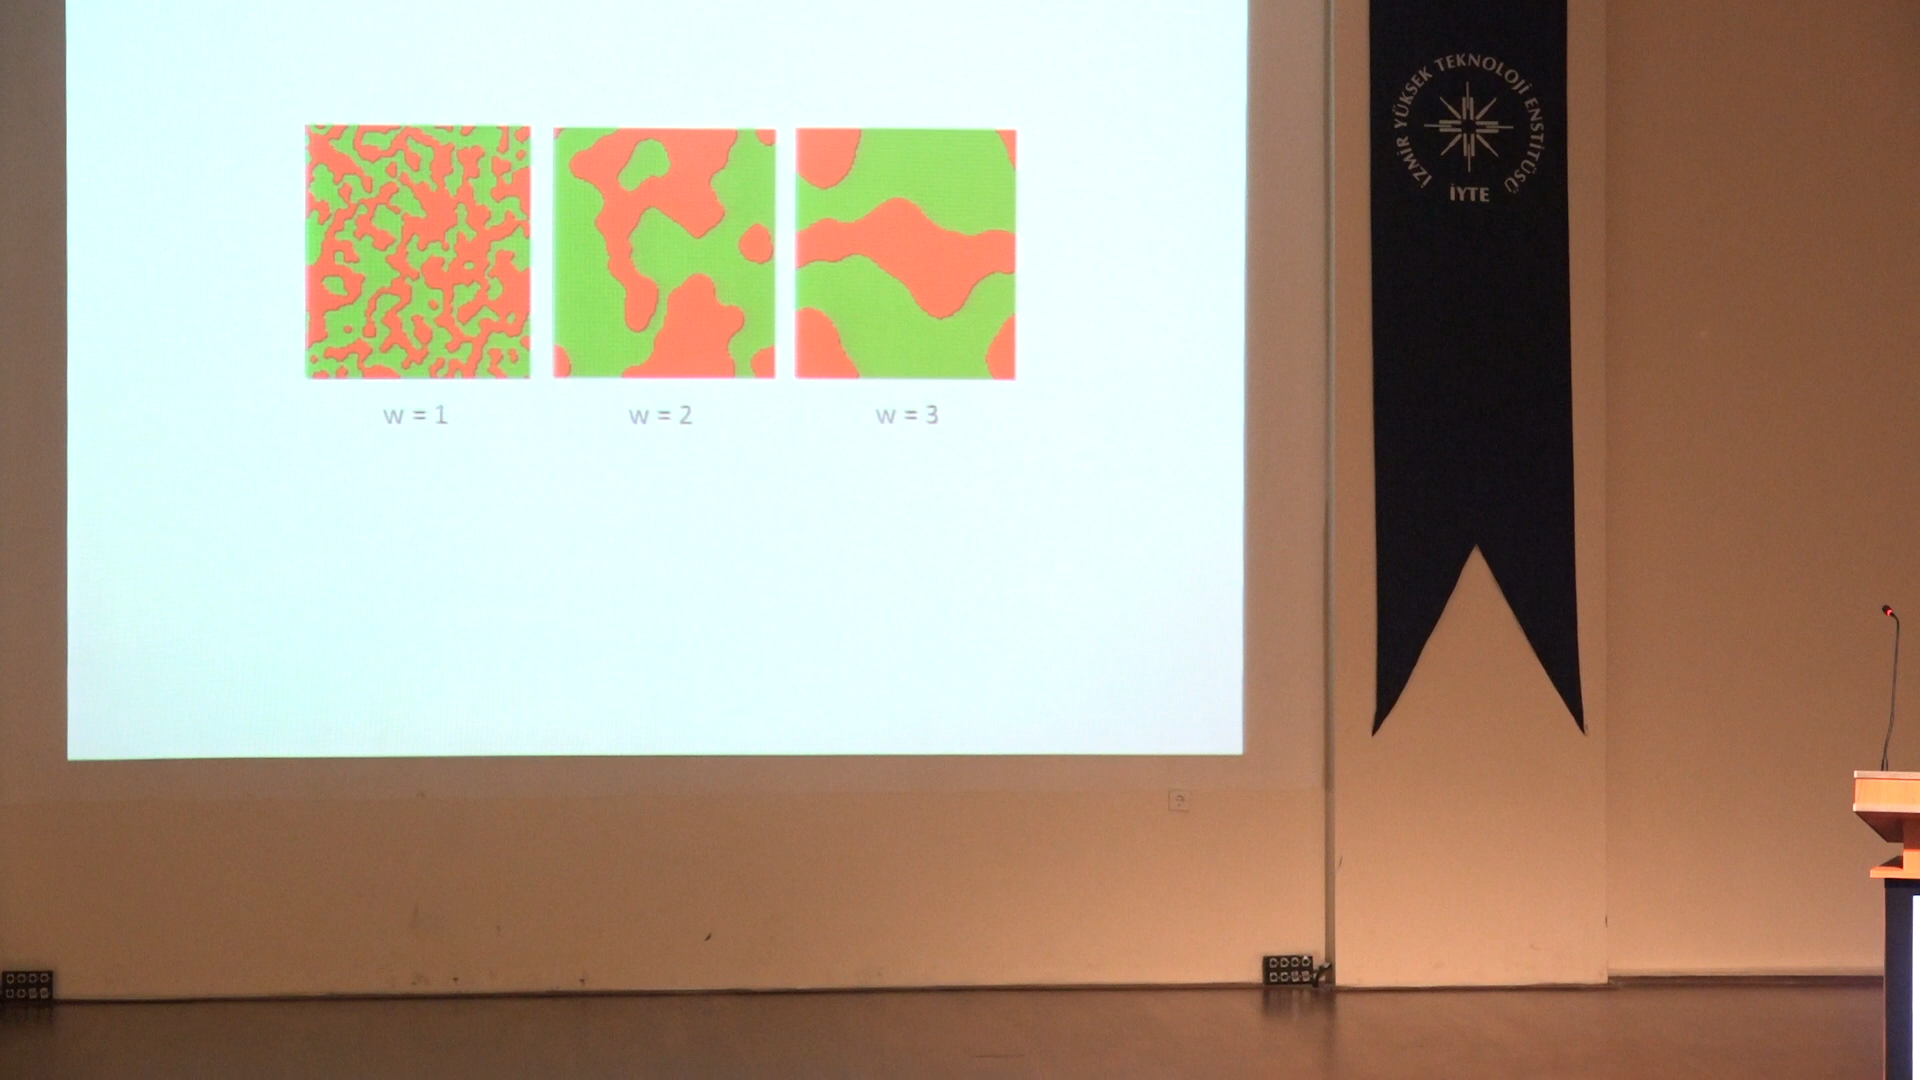 w = 1
w = 2
w = 3
İZMİR YÜKSEK TEKNOLOJİ ENSTİTÜSÜ
İYTE